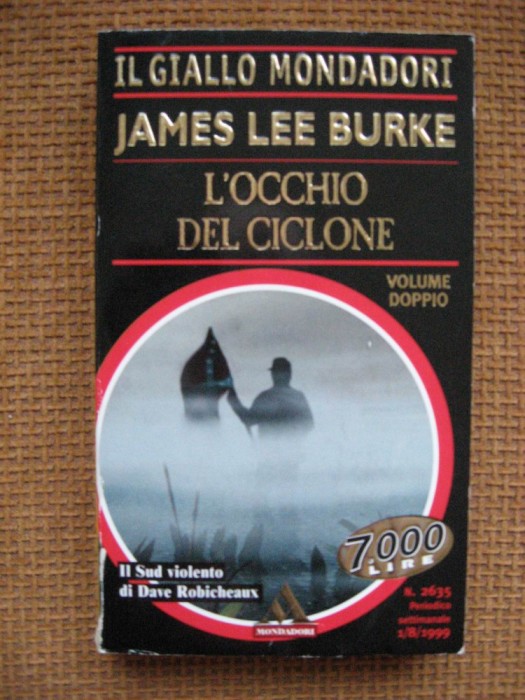 IL GIALLO MONDADORI
JAMES LEE BURKE
L'OCCHIO
DEL CICLONE
VOLUME
DOPPIO
7000
LIRE
Il Sud violento
di Dave Robicheaux
MONDADORI
N. 2635
Periodico
settimanale
1/8/1999